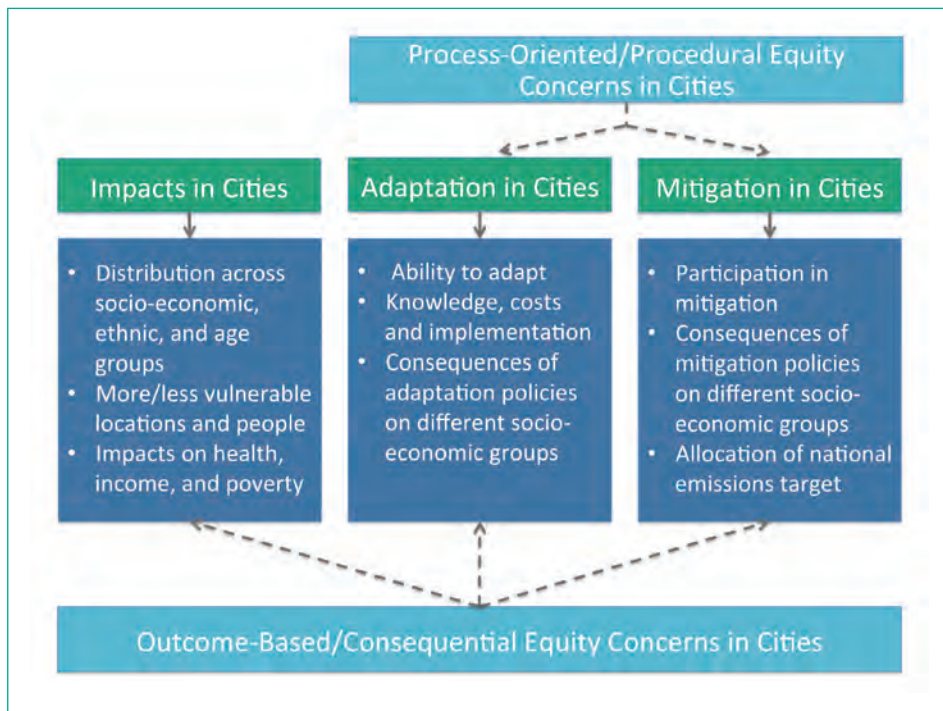 Process-Oriented/Procedural Equity
Concerns in Cities
Impacts in Cities
• Distribution across
socio-economic,
ethnic, and age
groups
• More/less vulnerable
locations and people
• Impacts on health,
income, and poverty
Adaptation in Cities
• Ability to adapt
• Knowledge, costs
and implementation
• Consequences of
adaptation policies
on different socio-
economic groups
Mitigation in Cities
• Participation in
mitigation
• Consequences of
mitigation policies
on different socio-
economic groups
• Allocation of national
emissions target
Outcome-Based/Consequential Equity Concerns in Cities